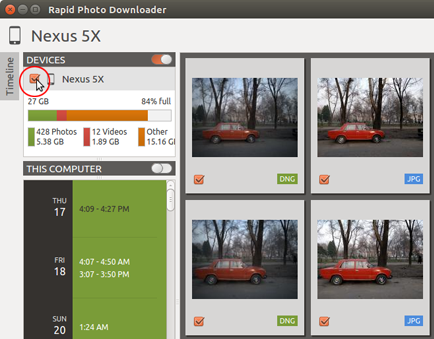 Rapid Photo Downloader
Nexus 5X
Timeline
DEVICES
Nexus 5X
27 GB 84% full
428 Photos 12 Videos Other
5.38 GB 1.89 GB 15.16 G
THIS COMPUTER
THU
17
4:09 - 4:27 PM
FRI
18
4:07 - 4:50 AM
3:07 - 3:50 PM
SUN
20
1:24 AM
DNG
JPG
DNG
JPG